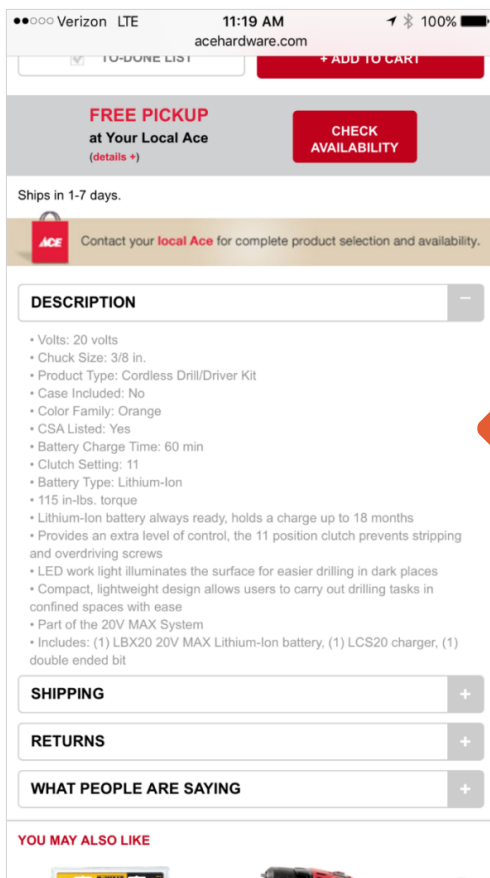 Verizon LTE 11:19 AM 100%
acehardware.com
TO-DONE LIST + ADD TO CART
FREE PICKUP
at Your Local Ace
(details +)
CHECK
AVAILABILITY
Ships in 1-7 days.
ACE Contact your local Ace for complete product selection and availability.
DESCRIPTION −
• Volts: 20 volts
• Chuck Size: 3/8 in.
• Product Type: Cordless Drill/Driver Kit
• Case Included: No
• Color Family: Orange
• CSA Listed: Yes
• Battery Charge Time: 60 min
• Clutch Setting: 11
• Battery Type: Lithium-Ion
• 115 in-lbs. torque
• Lithium-Ion battery always ready, holds a charge up to 18 months
• Provides an extra level of control, the 11 position clutch prevents stripping
and overdriving screws
• LED work light illuminates the surface for easier drilling in dark places
• Compact, lightweight design allows users to carry out drilling tasks in
confined spaces with ease
• Part of the 20V MAX System
• Includes: (1) LBX20 20V MAX Lithium-Ion battery, (1) LCS20 charger, (1)
double ended bit
SHIPPING +
RETURNS +
WHAT PEOPLE ARE SAYING +
YOU MAY ALSO LIKE